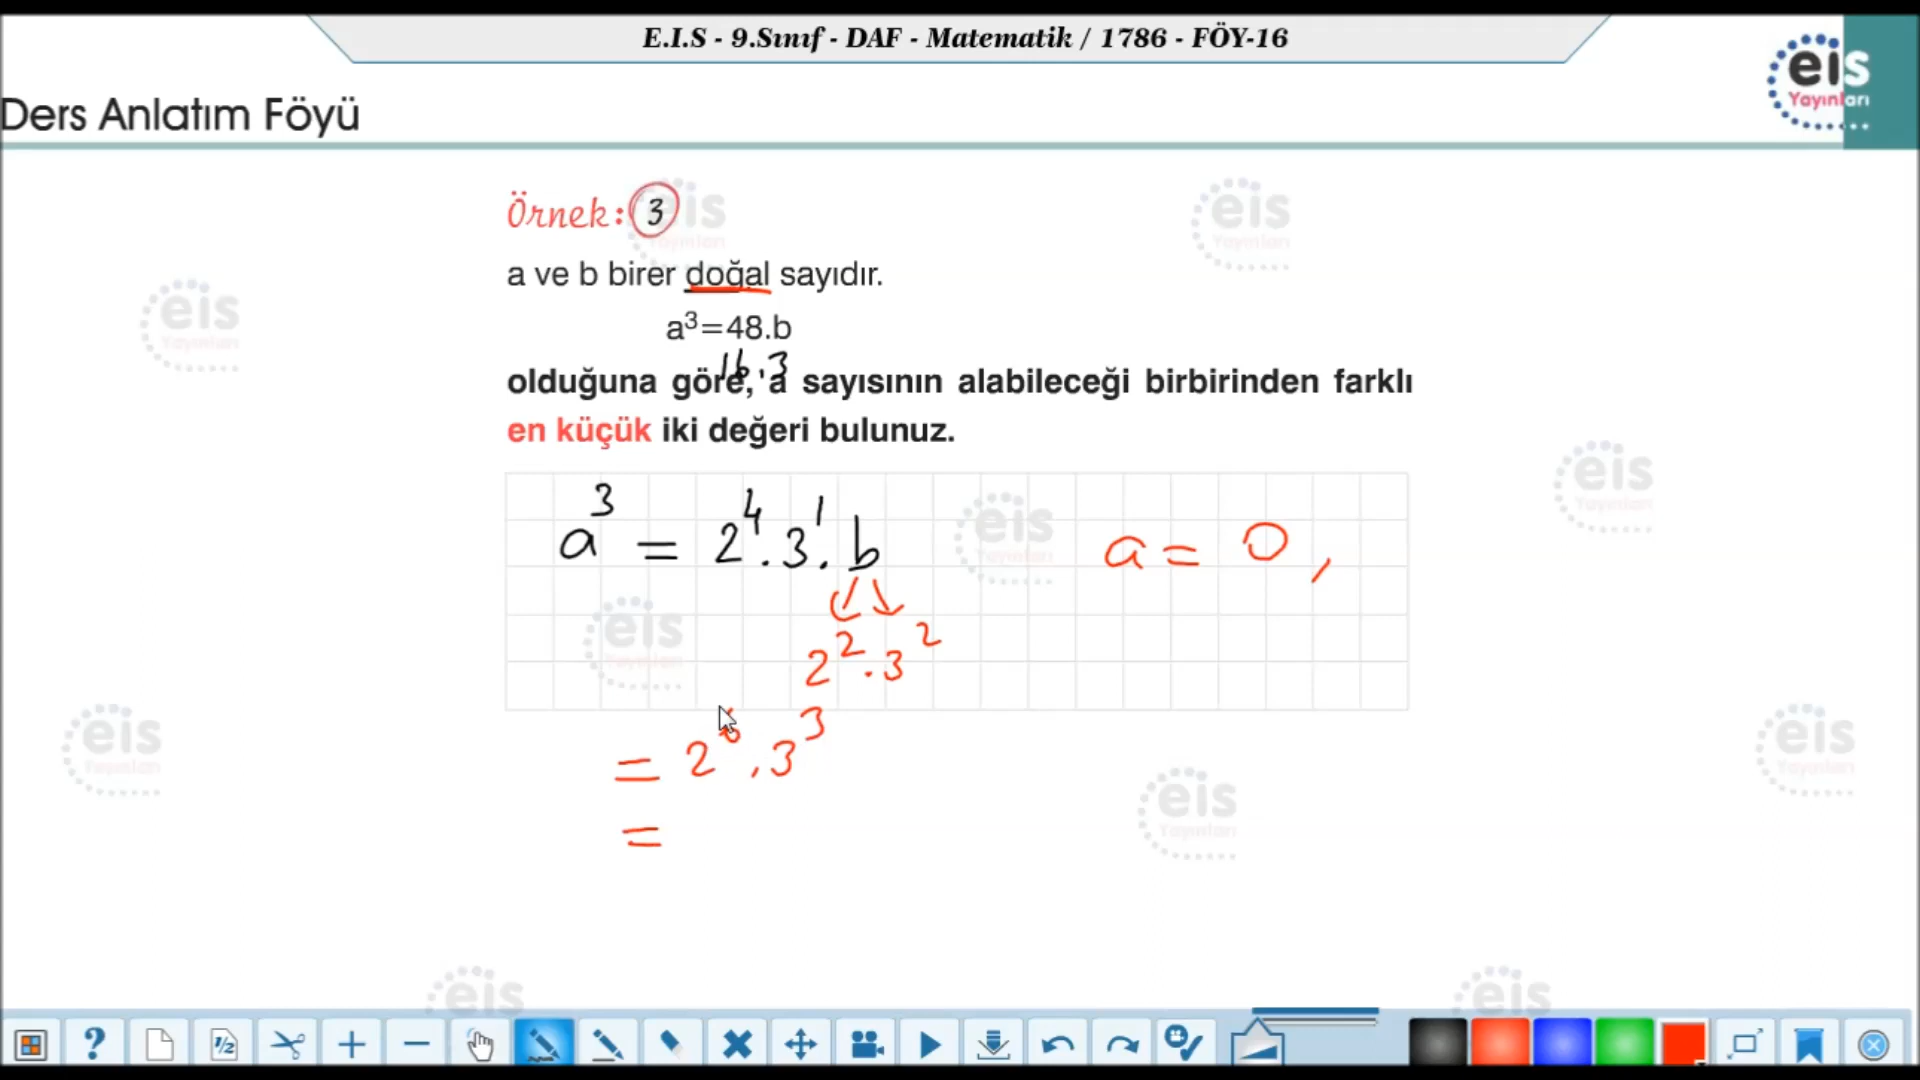 E.I.S - 9.Sınıf - DAF - Matematik / 1786 - FÖY-16
eis
Yayınları
Ders Anlatım Föyü
Örnek: 3
a ve b birer doğal sayıdır.
a³=48.b
16.3
olduğuna göre, a sayısının alabileceği birbirinden farklı
en küçük iki değeri bulunuz.
a³ = 2⁴.3¹.b
a = 0,
2².3²
= 2⁶.3³
=